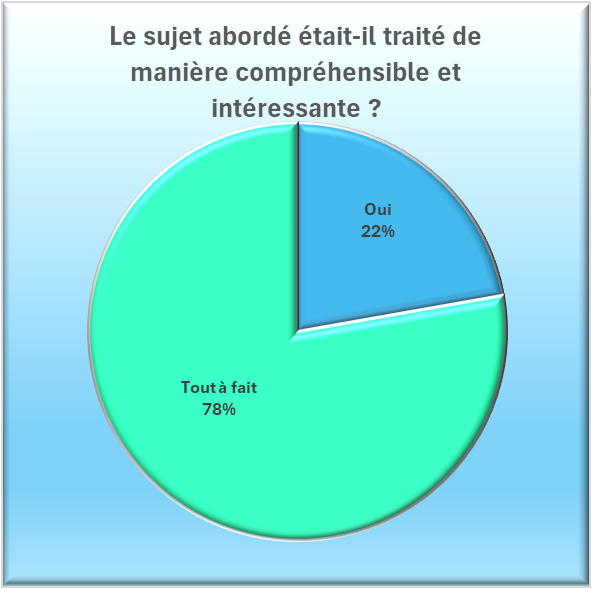 Le sujet abordé était-il traité de
manière compréhensible et
intéressante ?
Oui
22%
Tout à fait
78%